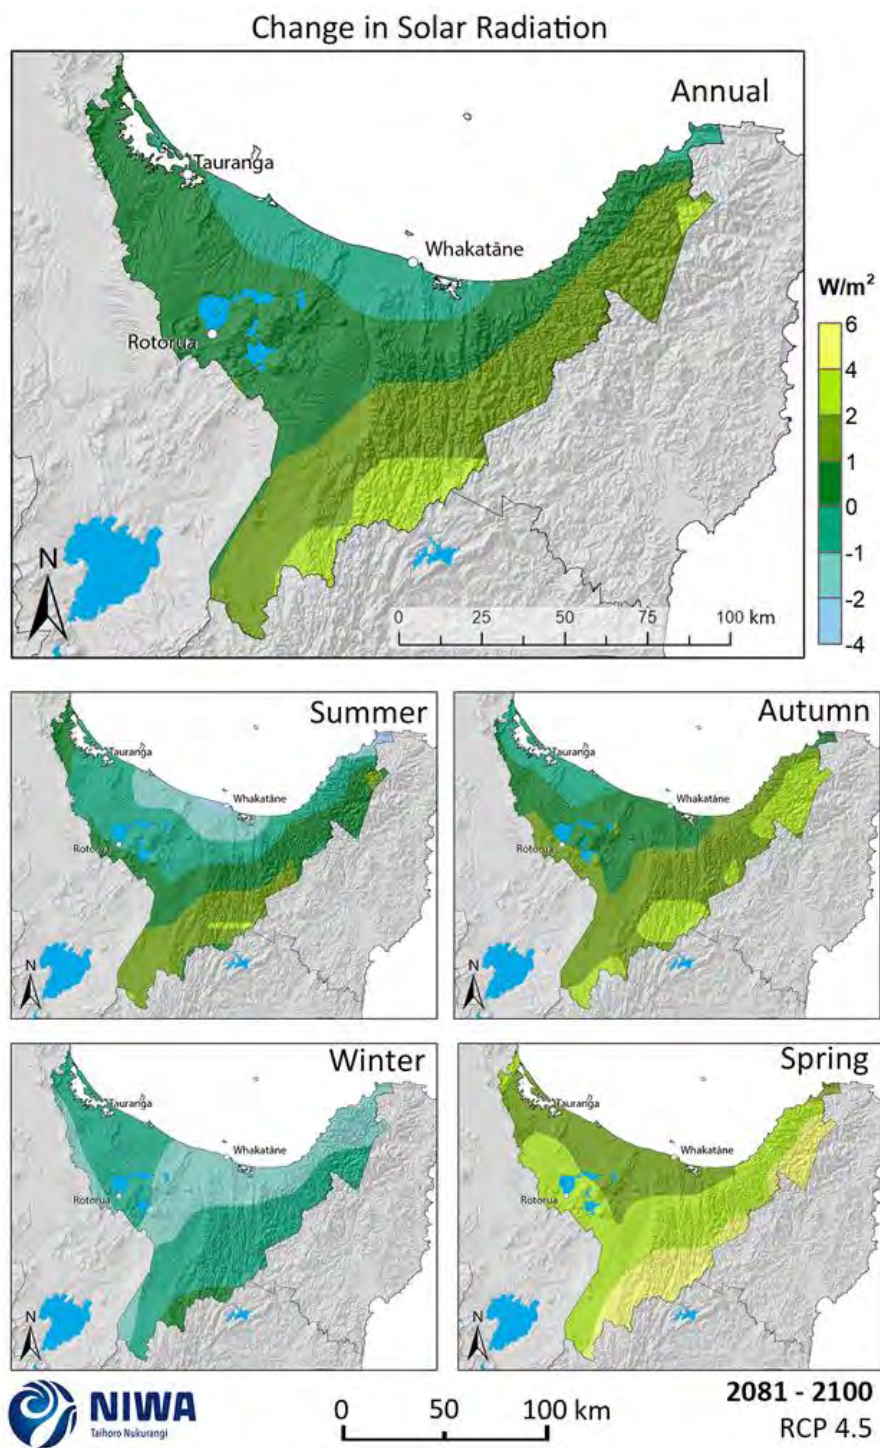 Change in Solar Radiation
Annual
Tauranga
Whakatāne
Rotorua
W/m²
6
4
2
1
0
-1
-2
-4
N
0 25 50 75 100 km
Summer
Tauranga
Whakatāne
Rotorua
N
Autumn
Tauranga
Whakatāne
Rotorua
N
Winter
Tauranga
Whakatāne
Rotorua
N
Spring
Tauranga
Whakatāne
Rotorua
N
NIWA
Taihoro Nukurangi
0 50 100 km
2081 - 2100
RCP 4.5